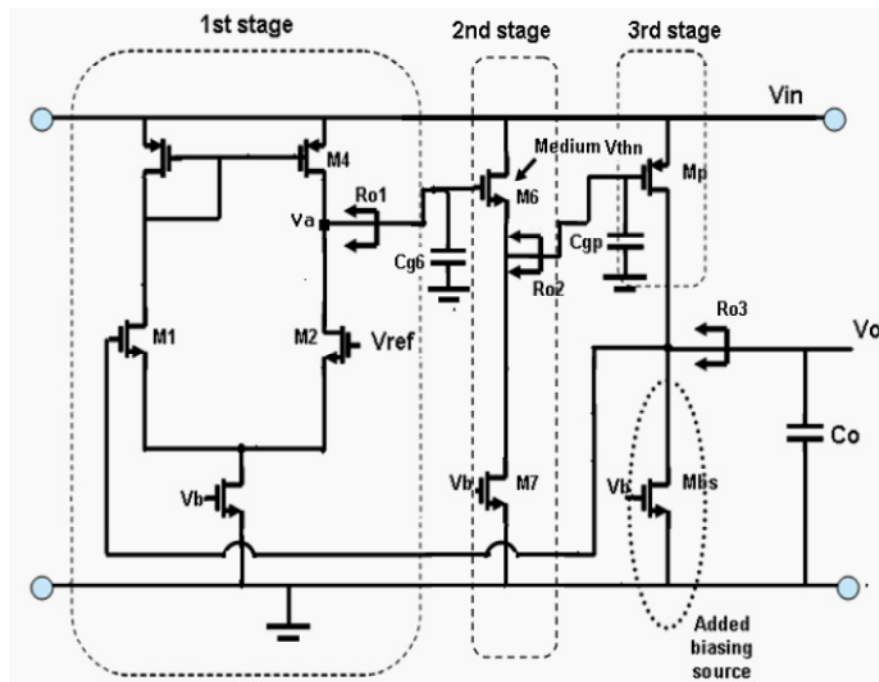 1st stage
2nd stage
3rd stage
Vin
Medium Vthn
M4
M6
Mp
Ro1
Va
Cg6
Cgp
Ro2
Ro3
M1
M2
Vref
Vo
Co
Vb
Vb
M7
Vb
Mbs
Added
biasing
source